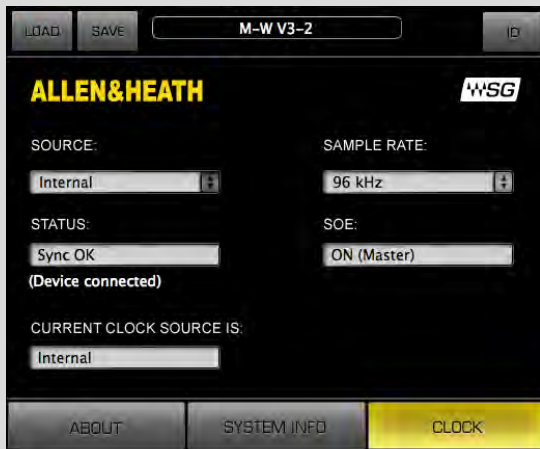 LOAD SAVE M-W V3-2 ID
ALLEN&HEATH WSG
SOURCE: SAMPLE RATE:
Internal 96 kHz
STATUS: SOE:
Sync OK ON (Master)
(Device connected)
CURRENT CLOCK SOURCE IS:
Internal
ABOUT SYSTEM INFO CLOCK